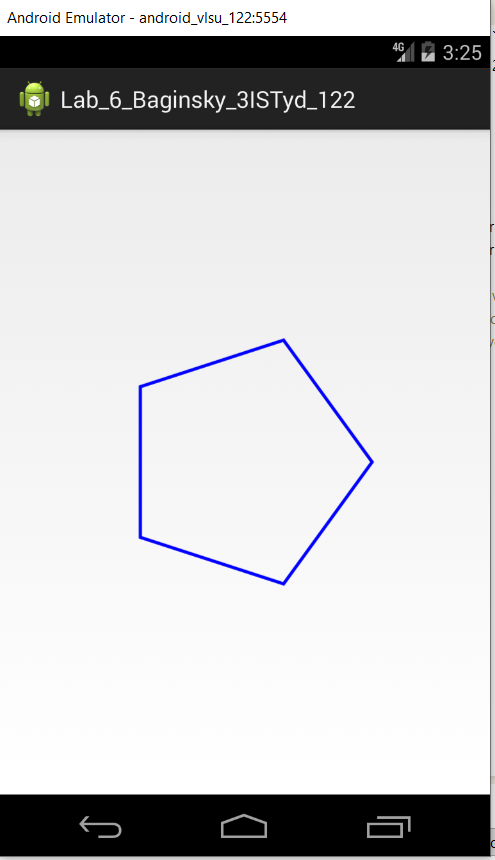 Android Emulator - android_vlsu_122:5554
4G 3:25
Lab_6_Baginsky_3ISTyd_122